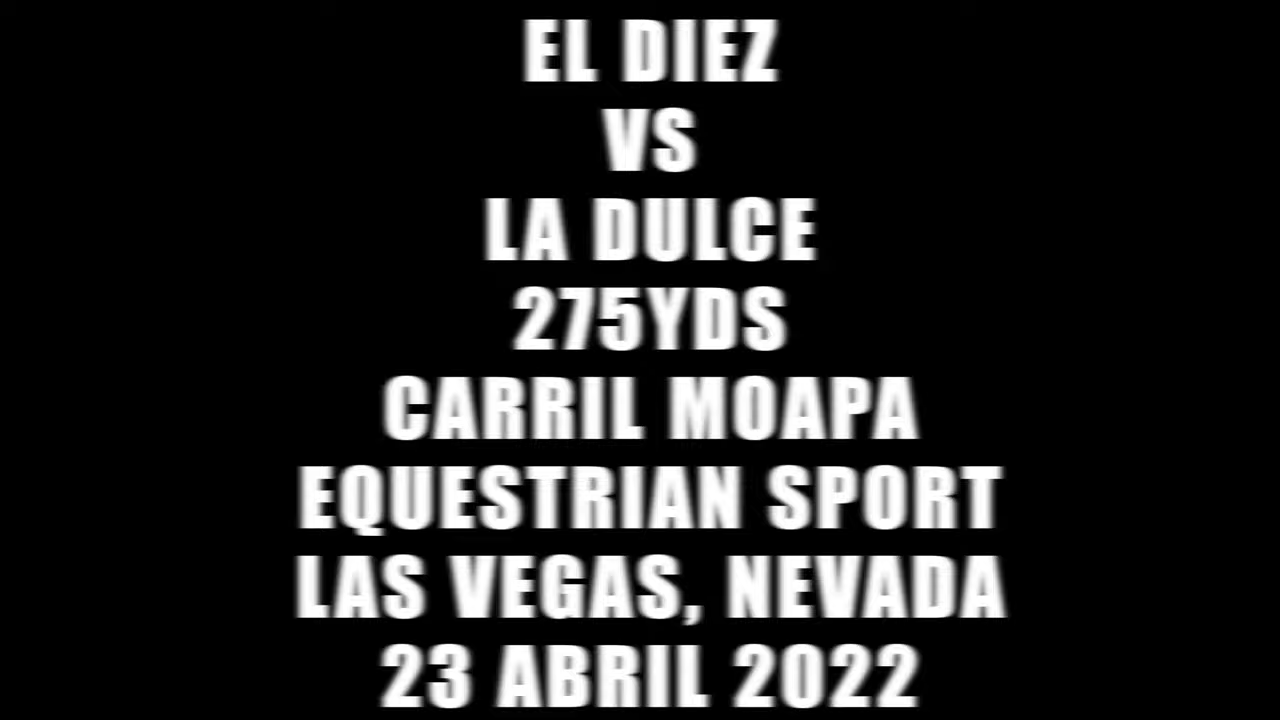 EL DIEZ
VS
LA DULCE
275YDS
CARRIL MOAPA
EQUESTRIAN SPORT
LAS VEGAS, NEVADA
23 ABRIL 2022